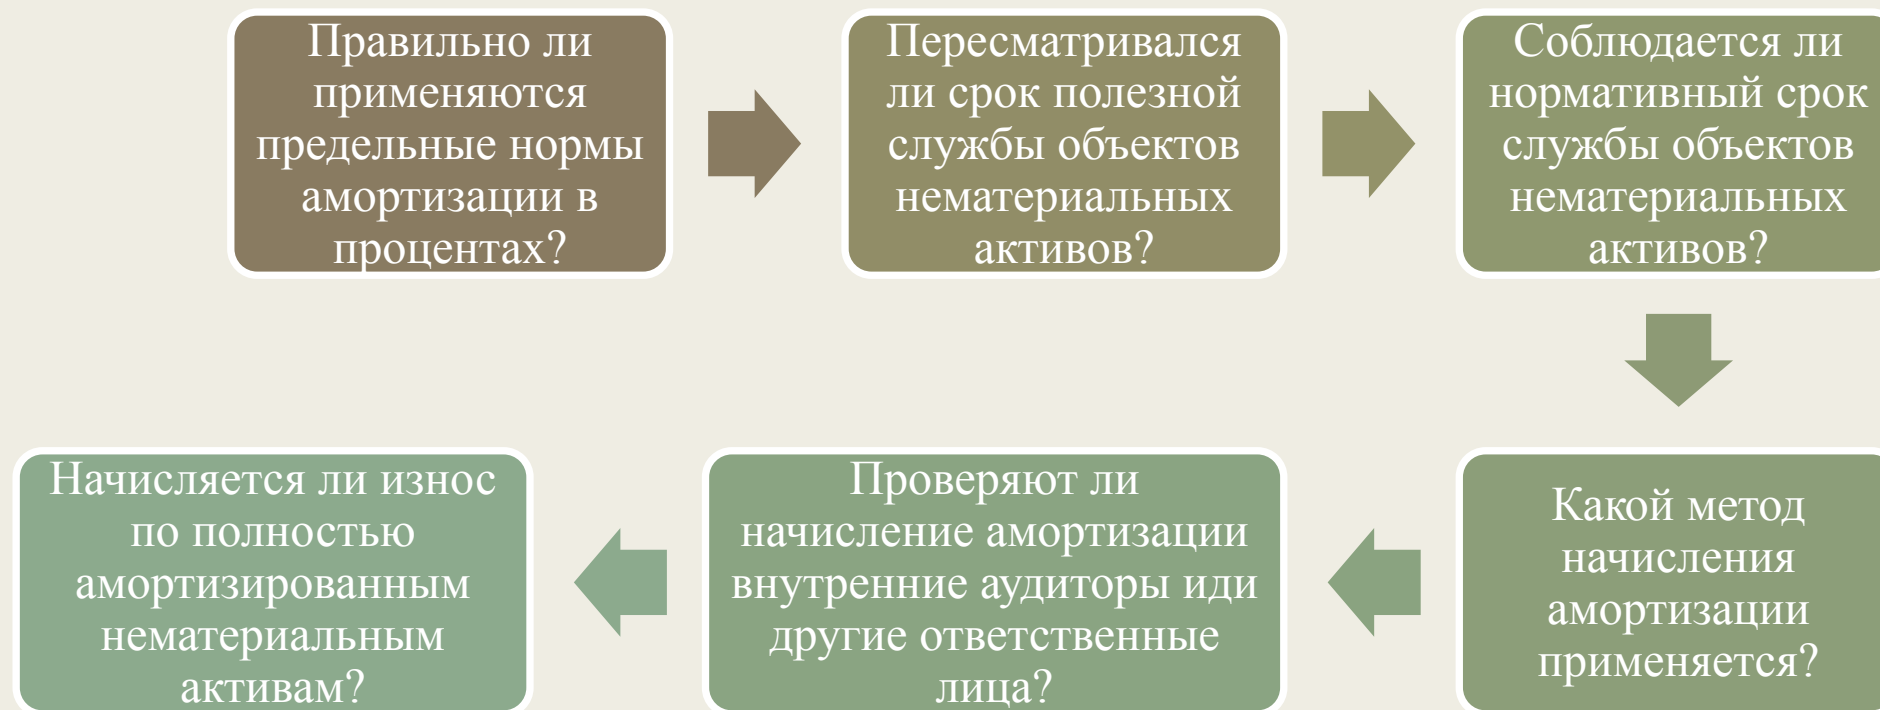 Правильно ли
применяются
предельные нормы
амортизации в
процентах?
Пересматривался
ли срок полезной
службы объектов
нематериальных
активов?
Соблюдается ли
нормативный срок
службы объектов
нематериальных
активов?
Какой метод
начисления
амортизации
применяется?
Проверяют ли
начисление амортизации
внутренние аудиторы иди
другие ответственные
лица?
Начисляется ли износ
по полностью
амортизированным
нематериальным
активам?